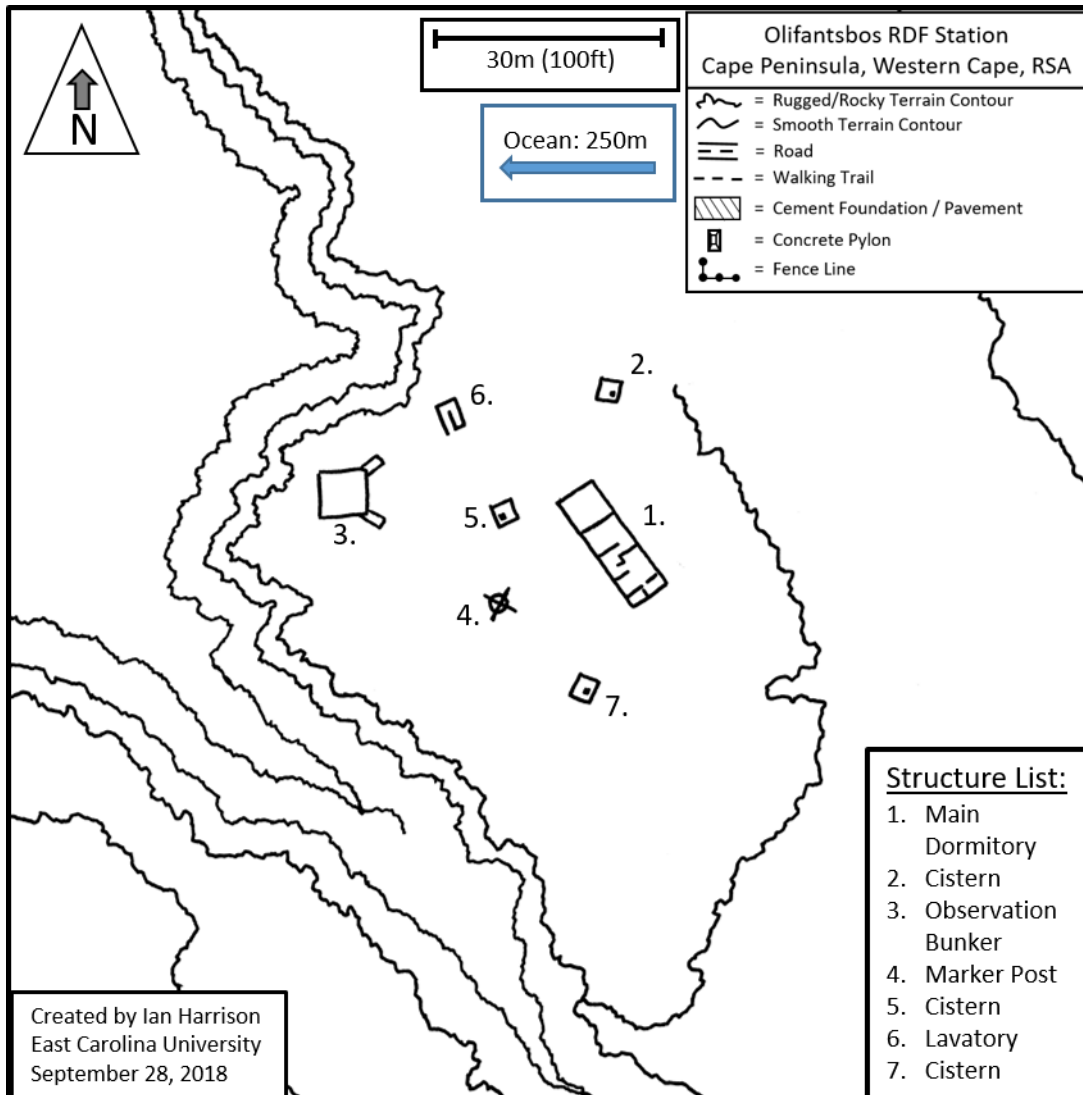 30m (100ft)
Olifantsbos RDF Station
Cape Peninsula, Western Cape, RSA
= Rugged/Rocky Terrain Contour
= Smooth Terrain Contour
= Road
= Walking Trail
= Cement Foundation / Pavement
= Concrete Pylon
= Fence Line
N
Ocean: 250m
2.
6.
5.
1.
3.
4.
7.
Structure List:
1. Main
Dormitory
2. Cistern
3. Observation
Bunker
4. Marker Post
5. Cistern
6. Lavatory
7. Cistern
Created by Ian Harrison
East Carolina University
September 28, 2018